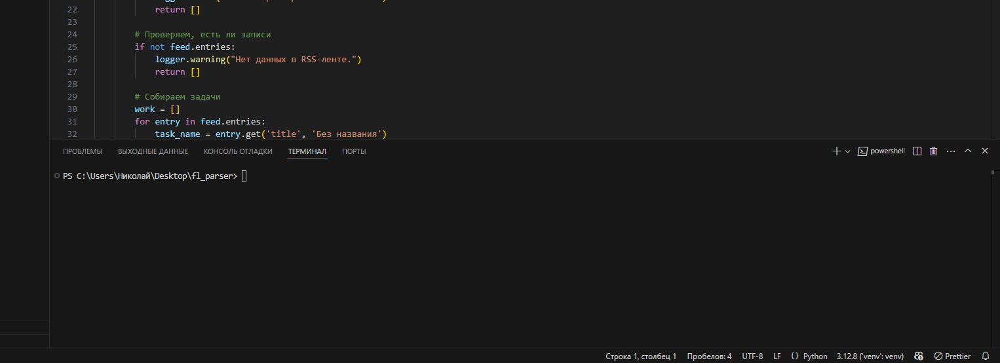 22 return []
23
24 # Проверяем, есть ли записи
25 if not feed.entries:
26 logger.warning("Нет данных в RSS-ленте.")
27 return []
28
29 # Собираем задачи
30 work = []
31 for entry in feed.entries:
32 task_name = entry.get('title', 'Без названия')
ПРОБЛЕМЫ ВЫХОДНЫЕ ДАННЫЕ КОНСОЛЬ ОТЛАДКИ ТЕРМИНАЛ ПОРТЫ powershell
PS C:\Users\Николай\Desktop\fl_parser>
Строка 1, столбец 1 Пробелов: 4 UTF-8 LF {} Python 3.12.8 ('venv': venv) Prettier